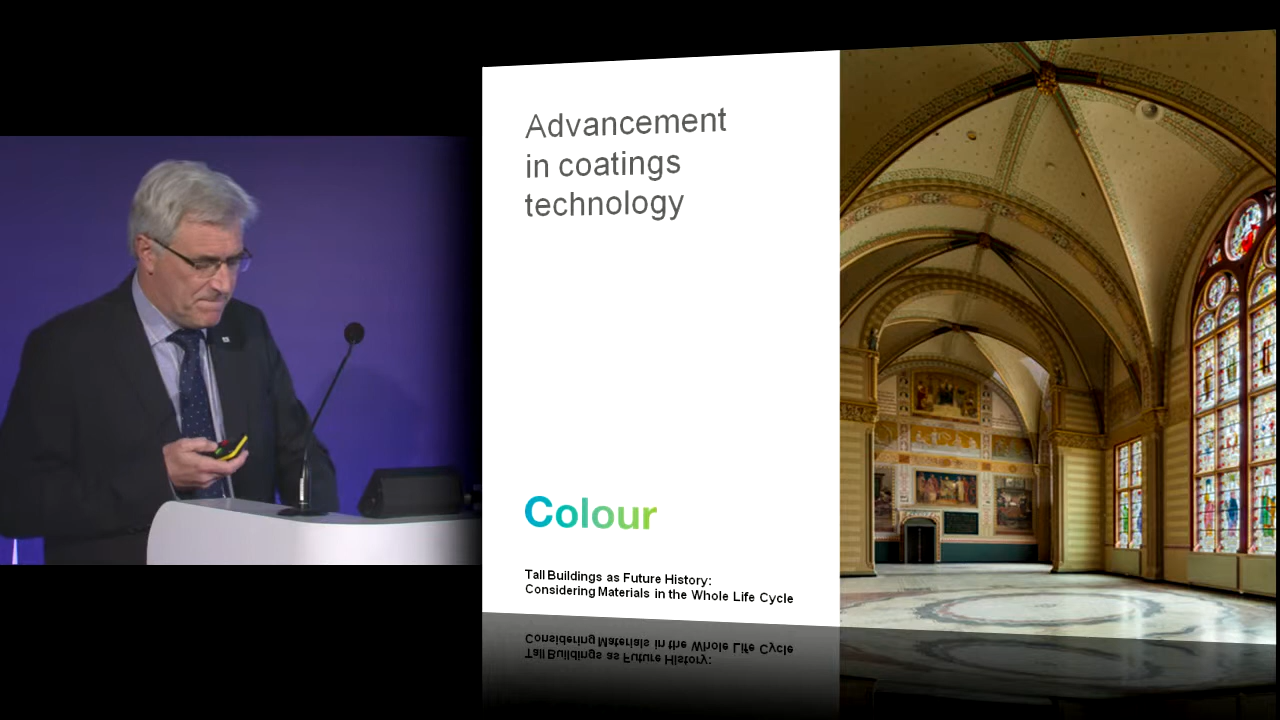 Advancement
in coatings
technology
Colour
Tall Buildings as Future History:
Considering Materials in the Whole Life Cycle